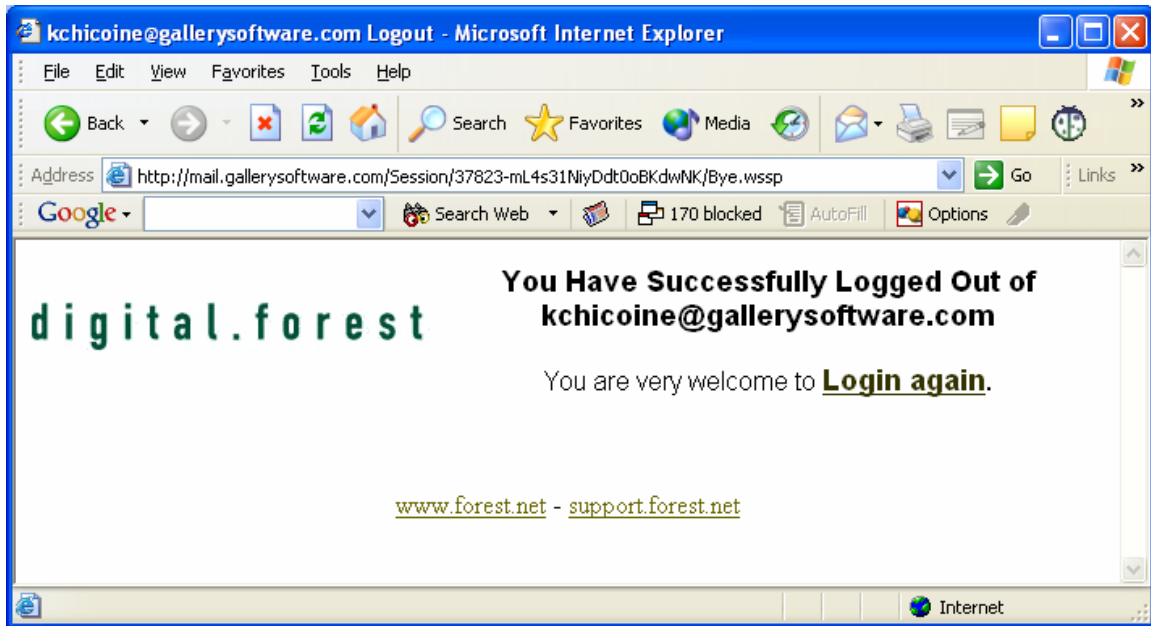 kchicoine@gallerysoftware.com Logout - Microsoft Internet Explorer
File Edit View Favorites Tools Help
Back Search Favorites Media »
Address http://mail.gallerysoftware.com/Session/37823-mL4s31NiyDdt0oBKdwNK/Bye.wssp Go Links »
Google Search Web 170 blocked AutoFill Options
You Have Successfully Logged Out of
digital.forest kchicoine@gallerysoftware.com
You are very welcome to Login again.
www.forest.net - support.forest.net
Internet